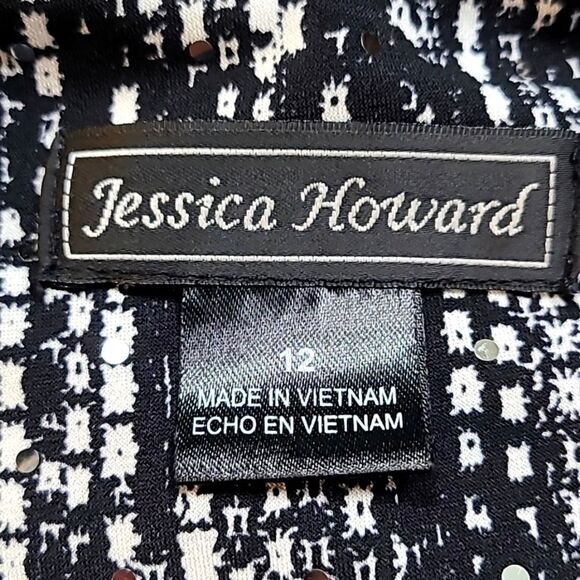 Jessica Howard
12
MADE IN VIETNAM
ECHO EN VIETNAM